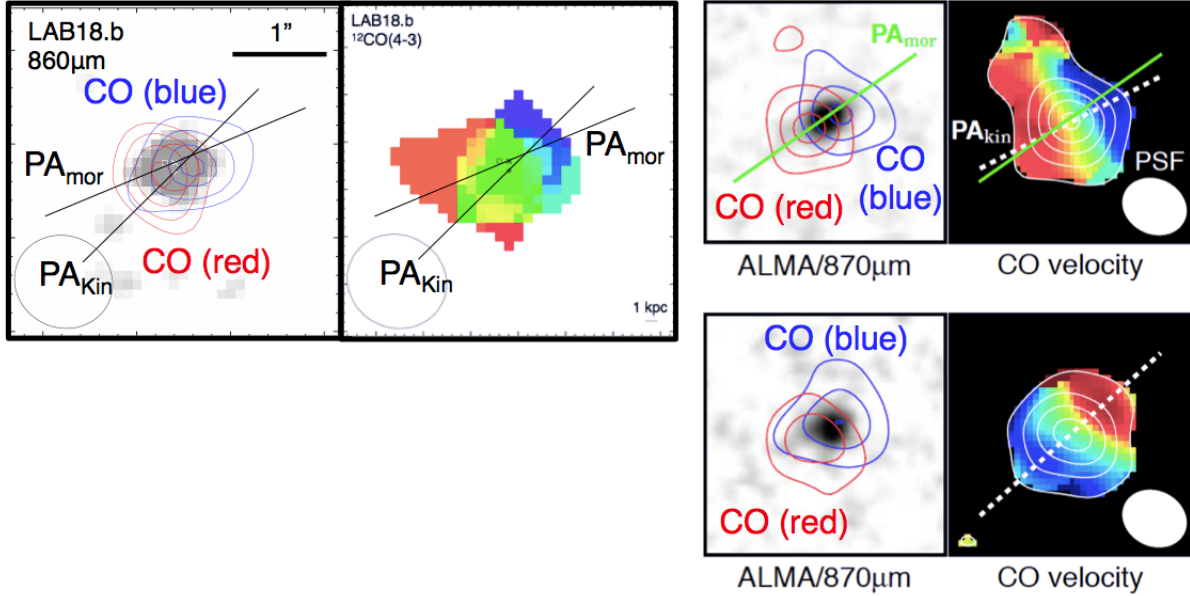 LAB18.b
860μm
1”
CO (blue)
PAmor
CO (red)
PAKin
LAB18.b
12CO(4-3)
PAmor
PAKin
1 kpc
PAmor
CO (red)
CO
(blue)
ALMA/870μm
PAkin
PSF
CO velocity
CO (blue)
CO (red)
ALMA/870μm
CO velocity